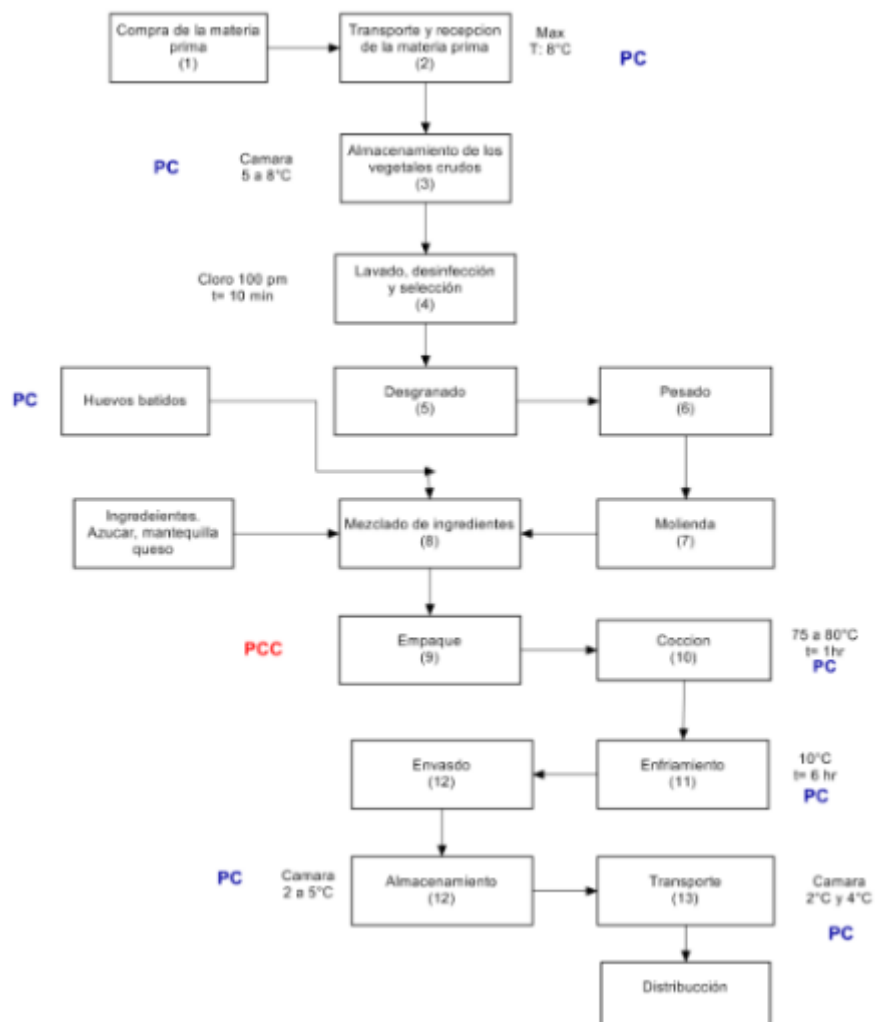 Compra de la materia
prima
(1)
Transporte y recepcion
de la materia prima
(2)
Max
T: 8°C
PC
PC
Camara
5 a 8°C
Almacenamiento de los
vegetales crudos
(3)
Cloro 100 pm
t= 10 min
Lavado, desinfección
y selección
(4)
PC
Huevos batidos
Desgranado
(5)
Pesado
(6)
Ingredeientes.
Azucar, mantequilla
queso
Mezclado de ingredientes
(8)
Molienda
(7)
PCC
Empaque
(9)
Coccion
(10)
75 a 80°C
t= 1hr
PC
Envasdo
(12)
Enfriamiento
(11)
10°C
t= 6 hr
PC
PC
Camara
2 a 5°C
Almacenamiento
(12)
Transporte
(13)
Camara
2°C y 4°C
PC
Distribucción